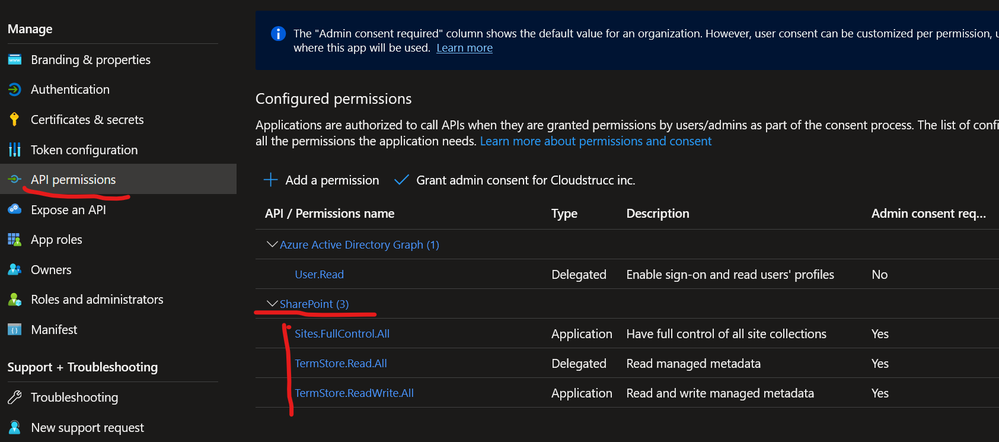 Manage
Branding & properties
Authentication
Certificates & secrets
Token configuration
API permissions
Expose an API
App roles
Owners
Roles and administrators
Manifest
Support + Troubleshooting
Troubleshooting
New support request
The "Admin consent required" column shows the default value for an organization. However, user consent can be customized per permission, u
where this app will be used. Learn more
Configured permissions
Applications are authorized to call APIs when they are granted permissions by users/admins as part of the consent process. The list of confi
all the permissions the application needs. Learn more about permissions and consent
Add a permission Grant admin consent for Cloudstrucc inc.
API / Permissions name Type Description Admin consent req...
Azure Active Directory Graph (1)
User.Read Delegated Enable sign-on and read users' profiles No
SharePoint (3)
Sites.FullControl.All Application Have full control of all site collections Yes
TermStore.Read.All Delegated Read managed metadata Yes
TermStore.ReadWrite.All Application Read and write managed metadata Yes